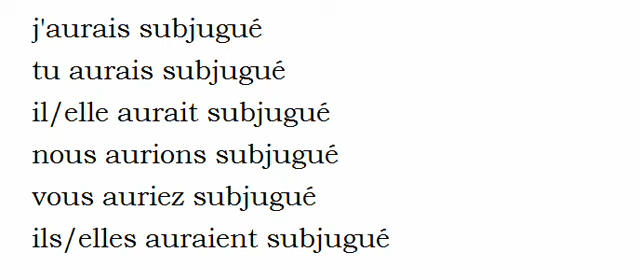 j'aurais subjugué
tu aurais subjugué
il/elle aurait subjugué
nous aurions subjugué
vous auriez subjugué
ils/elles auraient subjugué